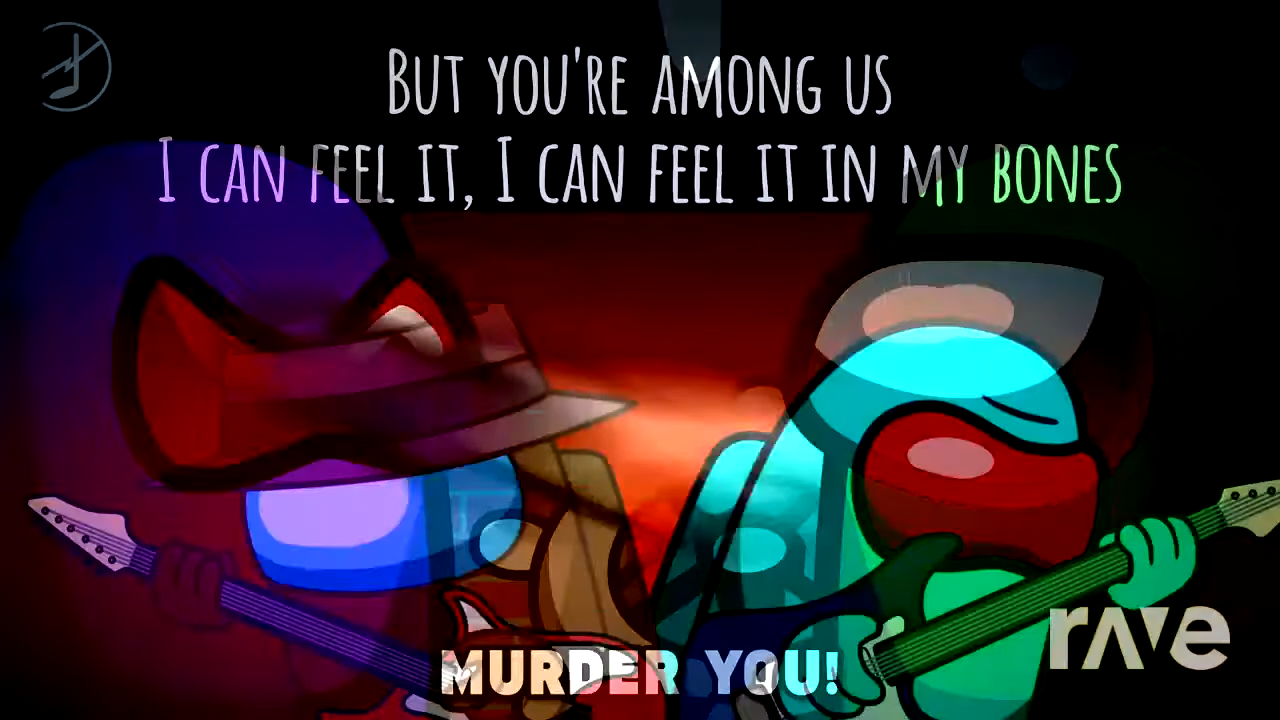 BUT YOU'RE AMONG US
I CAN FEEL IT, I CAN FEEL IT IN MY BONES
MURDER YOU!
rave